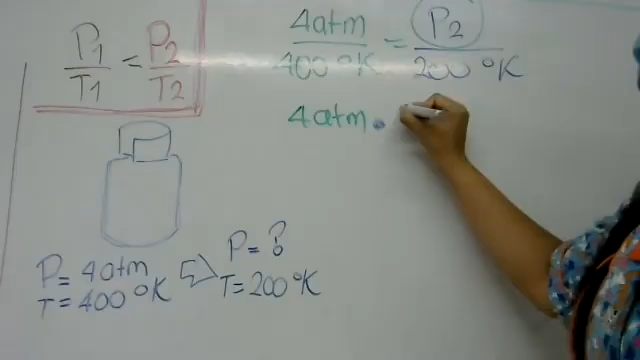 P1/T1 = P2/T2
4atm/400°K = P2/200°K
4atm •
P = 4atm
T = 400°K
P = ?
T = 200°K